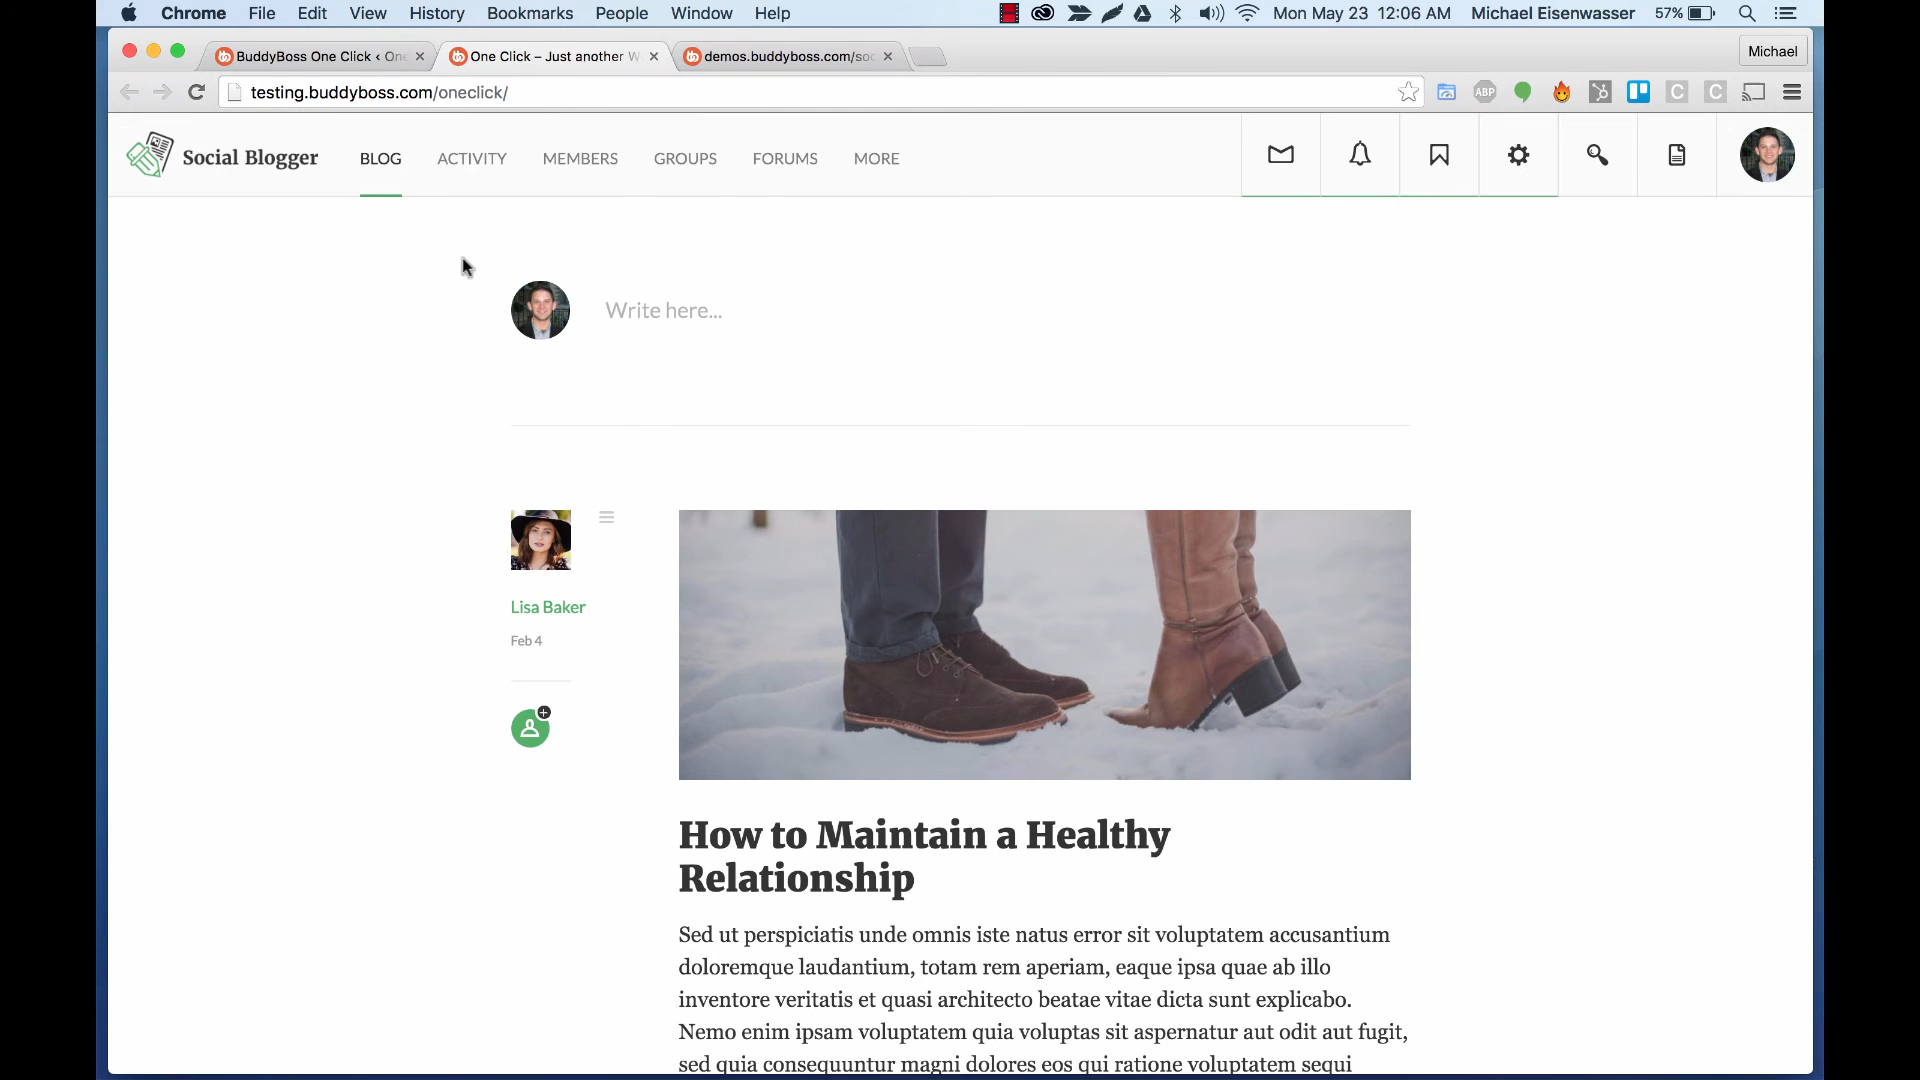 Chrome File Edit View History Bookmarks People Window Help
Mon May 23 12:06 AM Michael Eisenwasser 57%
BuddyBoss One Click ‹ One
One Click – Just another W
demos.buddyboss.com/soc
Michael
testing.buddyboss.com/oneclick/
ABP
C
C
Social Blogger
BLOG ACTIVITY MEMBERS GROUPS FORUMS MORE
Write here...
Lisa Baker
Feb 4
How to Maintain a Healthy
Relationship
Sed ut perspiciatis unde omnis iste natus error sit voluptatem accusantium
doloremque laudantium, totam rem aperiam, eaque ipsa quae ab illo
inventore veritatis et quasi architecto beatae vitae dicta sunt explicabo.
Nemo enim ipsam voluptatem quia voluptas sit aspernatur aut odit aut fugit,
sed quia consequuntur magni dolores eos qui ratione voluptatem sequi